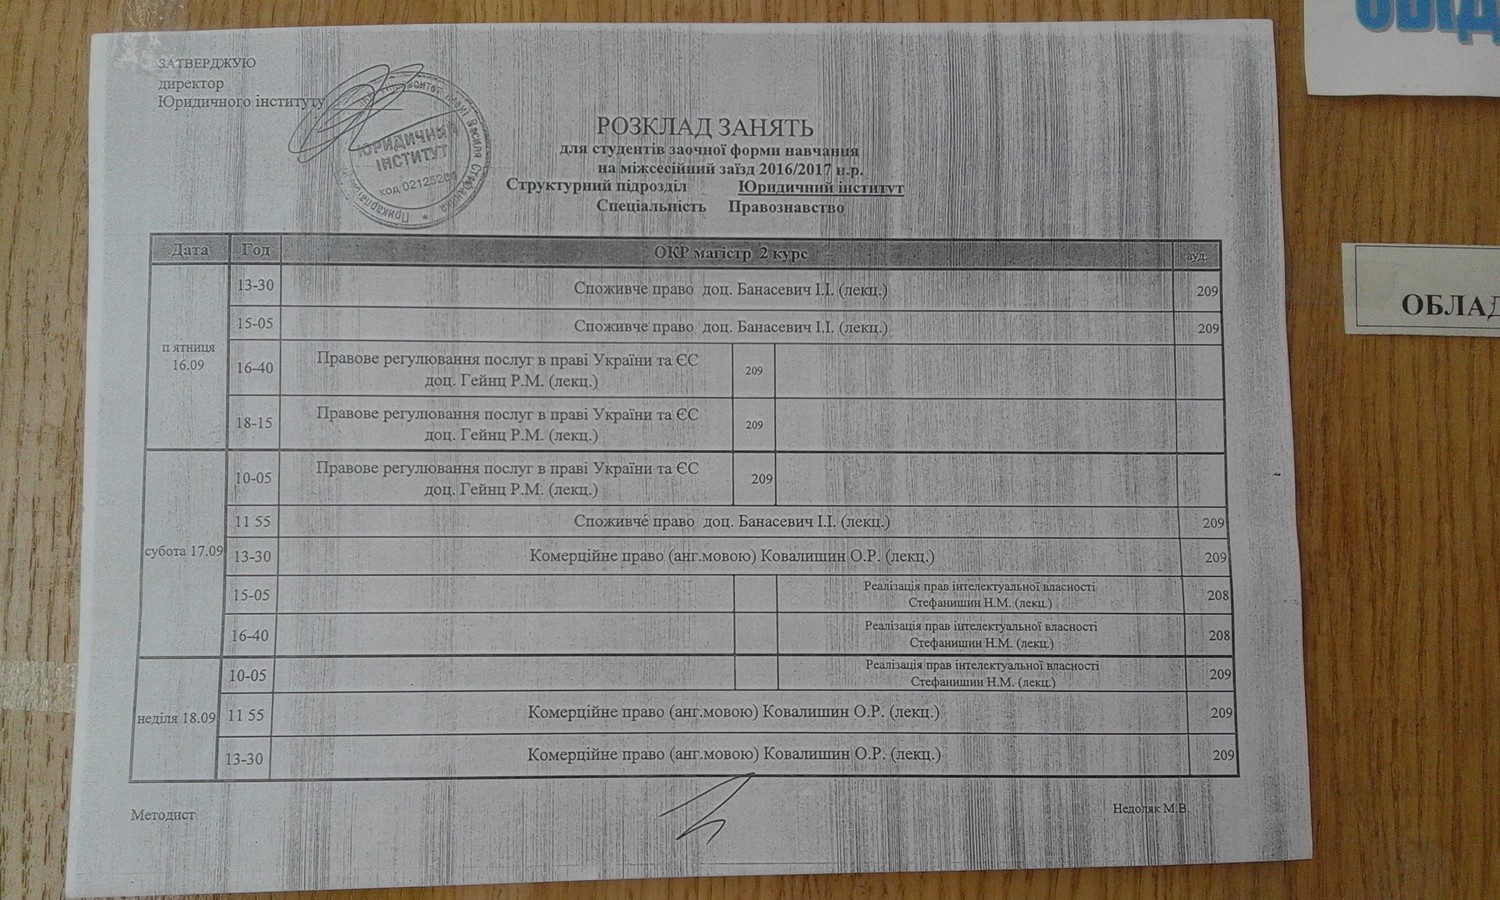 ЗАТВЕРДЖУЮ
директор
Юридичного інституту
ЮРИДИЧНИЙ
ІНСТИТУТ
РОЗКЛАД ЗАНЯТЬ
для студентів заочної форми навчання
на міжсесійний заїзд 2016/2017 н.р.
Структурний підрозділ Юридичний інститут
Спеціальність Правознавство
Дата Год ОКР магістр 2 курс ауд.
п ятниця 16.09
13-30 Споживче право доц. Банасевич І.І. (лекц.) 209
15-05 Споживче право доц. Банасевич І.І. (лекц.) 209
16-40 Правове регулювання послуг в праві України та ЄС
доц. Гейнц Р.М. (лекц.) 209
18-15 Правове регулювання послуг в праві України та ЄС
доц. Гейнц Р.М. (лекц.) 209
субота 17.09
10-05 Правове регулювання послуг в праві України та ЄС
доц. Гейнц Р.М. (лекц.) 209
11 55 Споживче право доц. Банасевич І.І. (лекц.) 209
13-30 Комерційне право (анг.мовою) Ковалишин О.Р. (лекц.) 209
15-05 Реалізація прав інтелектуальної власності
Стефанишин Н.М. (лекц.) 208
16-40 Реалізація прав інтелектуальної власності
Стефанишин Н.М. (лекц.) 208
неділя 18.09
10-05 Реалізація прав інтелектуальної власності
Стефанишин Н.М. (лекц.) 209
11 55 Комерційне право (анг.мовою) Ковалишин О.Р. (лекц.) 209
13-30 Комерційне право (анг.мовою) Ковалишин О.Р. (лекц.) 209
Методист Недоляк М.В.
ОБЛАД